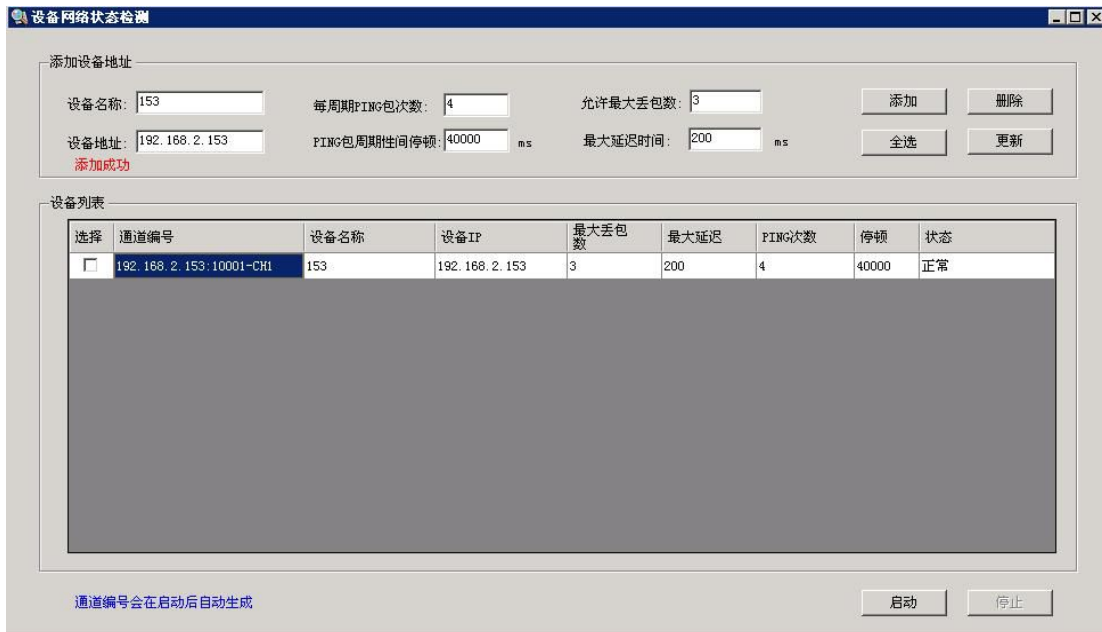 设备网络状态检测
添加设备地址
设备名称: 153 每周期PING包次数: 4 允许最大丢包数: 3 添加 删除
设备地址: 192.168.2.153 PING包周期性间停顿: 40000 ms 最大延迟时间: 200 ms 全选 更新
添加成功
设备列表
选择 通道编号 设备名称 设备IP 最大丢包数 最大延迟 PING次数 停顿 状态
192.168.2.153:10001-CH1 153 192.168.2.153 3 200 4 40000 正常
通道编号会在启动后自动生成 启动 停止